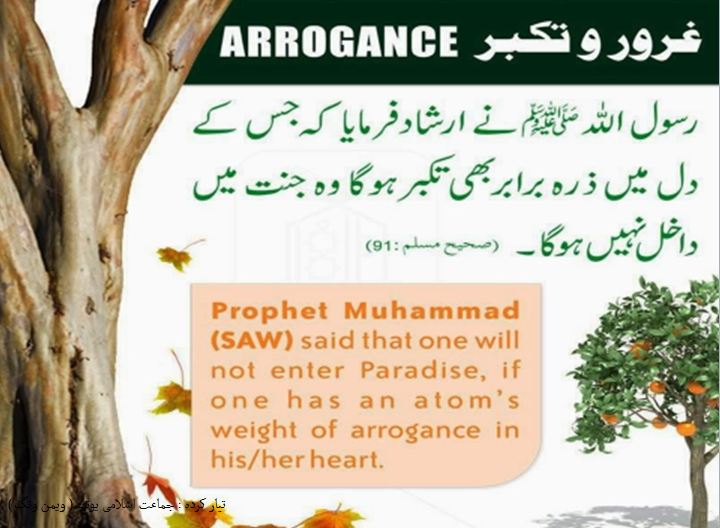 ARROGANCE غرور و تکبر
رسول اللہ ﷺ نے ارشاد فرمایا کہ جس کے
دل میں ذرہ برابر بھی تکبر ہوگا وہ جنت میں
داخل نہیں ہوگا۔ (صحیح مسلم:91)
Prophet Muhammad
(SAW) said that one will
not enter Paradise, if
one has an atom's
weight of arrogance in
his/her heart.
تیار کردہ : جماعت اسلامی (ویمن ونگ)